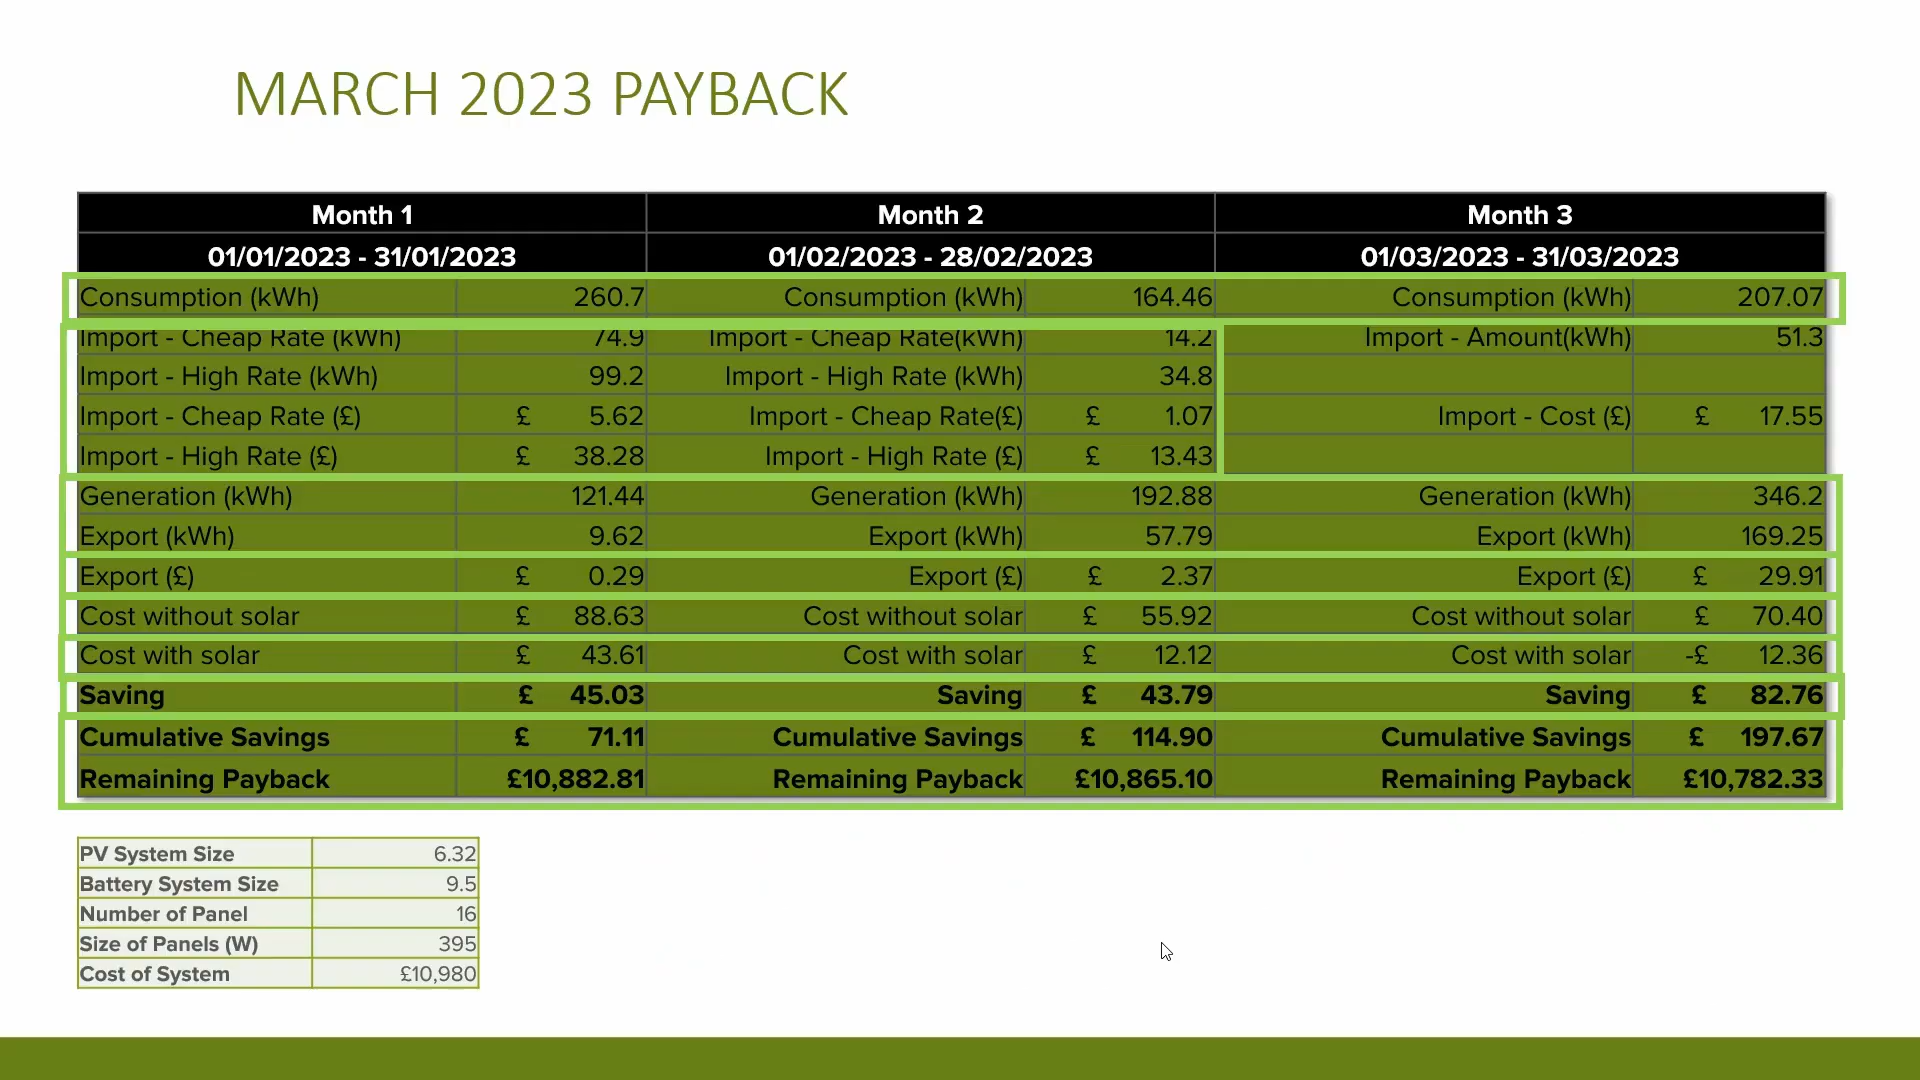 MARCH 2023 PAYBACK
Month 1 Month 2 Month 3
01/01/2023 - 31/01/2023 01/02/2023 - 28/02/2023 01/03/2023 - 31/03/2023
Consumption (kWh) 260.7 Consumption (kWh) 164.46 Consumption (kWh) 207.07
Import - Cheap Rate (kWh) 74.9 Import - Cheap Rate(kWh) 14.2 Import - Amount(kWh) 51.3
Import - High Rate (kWh) 99.2 Import - High Rate (kWh) 34.8
Import - Cheap Rate (£) £ 5.62 Import - Cheap Rate(£) £ 1.07 Import - Cost (£) £ 17.55
Import - High Rate (£) £ 38.28 Import - High Rate (£) £ 13.43
Generation (kWh) 121.44 Generation (kWh) 192.88 Generation (kWh) 346.2
Export (kWh) 9.62 Export (kWh) 57.79 Export (kWh) 169.25
Export (£) £ 0.29 Export (£) £ 2.37 Export (£) £ 29.91
Cost without solar £ 88.63 Cost without solar £ 55.92 Cost without solar £ 70.40
Cost with solar £ 43.61 Cost with solar £ 12.12 Cost with solar -£ 12.36
Saving £ 45.03 Saving £ 43.79 Saving £ 82.76
Cumulative Savings £ 71.11 Cumulative Savings £ 114.90 Cumulative Savings £ 197.67
Remaining Payback £10,882.81 Remaining Payback £10,865.10 Remaining Payback £10,782.33
PV System Size 6.32
Battery System Size 9.5
Number of Panel 16
Size of Panels (W) 395
Cost of System £10,980